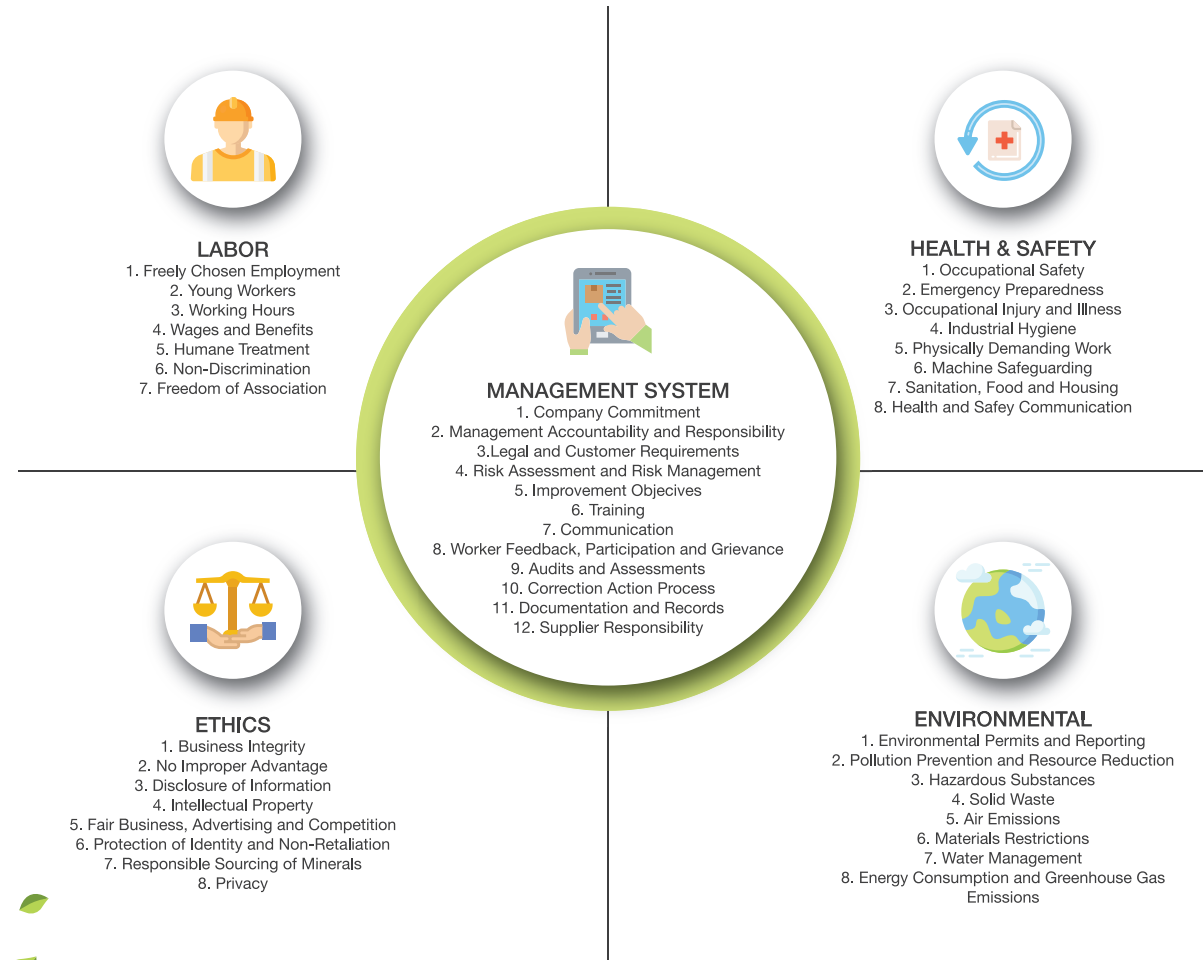 LABOR
1. Freely Chosen Employment
2. Young Workers
3. Working Hours
4. Wages and Benefits
5. Humane Treatment
6. Non-Discrimination
7. Freedom of Association
HEALTH & SAFETY
1. Occupational Safety
2. Emergency Preparedness
3. Occupational Injury and Illness
4. Industrial Hygiene
5. Physically Demanding Work
6. Machine Safeguarding
7. Sanitation, Food and Housing
8. Health and Safey Communication
MANAGEMENT SYSTEM
1. Company Commitment
2. Management Accountability and Responsibility
3.Legal and Customer Requirements
4. Risk Assessment and Risk Management
5. Improvement Objecives
6. Training
7. Communication
8. Worker Feedback, Participation and Grievance
9. Audits and Assessments
10. Correction Action Process
11. Documentation and Records
12. Supplier Responsibility
ETHICS
1. Business Integrity
2. No Improper Advantage
3. Disclosure of Information
4. Intellectual Property
5. Fair Business, Advertising and Competition
6. Protection of Identity and Non-Retaliation
7. Responsible Sourcing of Minerals
8. Privacy
ENVIRONMENTAL
1. Environmental Permits and Reporting
2. Pollution Prevention and Resource Reduction
3. Hazardous Substances
4. Solid Waste
5. Air Emissions
6. Materials Restrictions
7. Water Management
8. Energy Consumption and Greenhouse Gas
Emissions